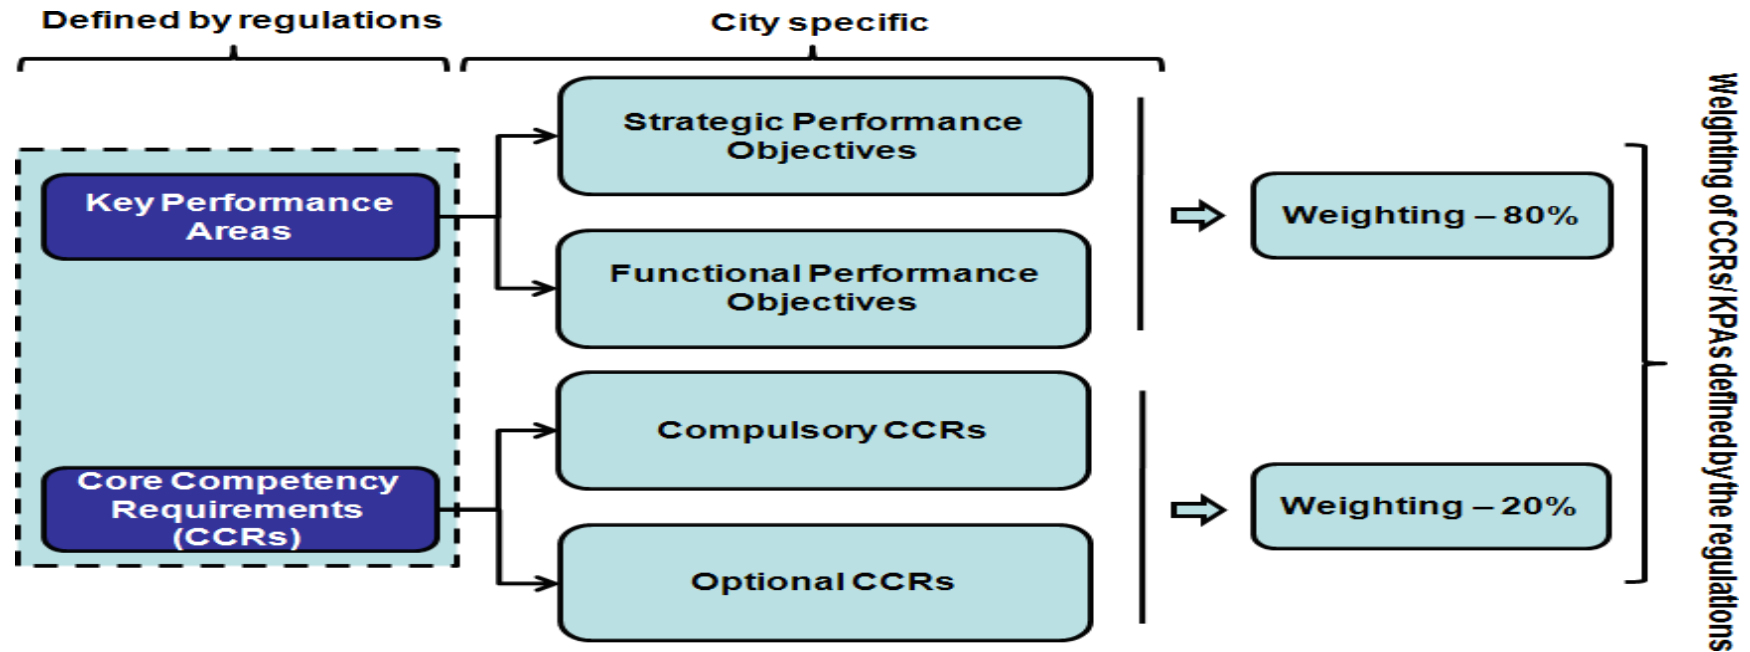 Defined by regulations
City specific
Strategic Performance
Objectives
Key Performance
Areas
Weighting – 80%
Functional Performance
Objectives
Compulsory CCRs
Core Competency
Requirements
(CCRs)
Weighting – 20%
Optional CCRs
Weighting of CCRs/ KPAs defined by the regulations